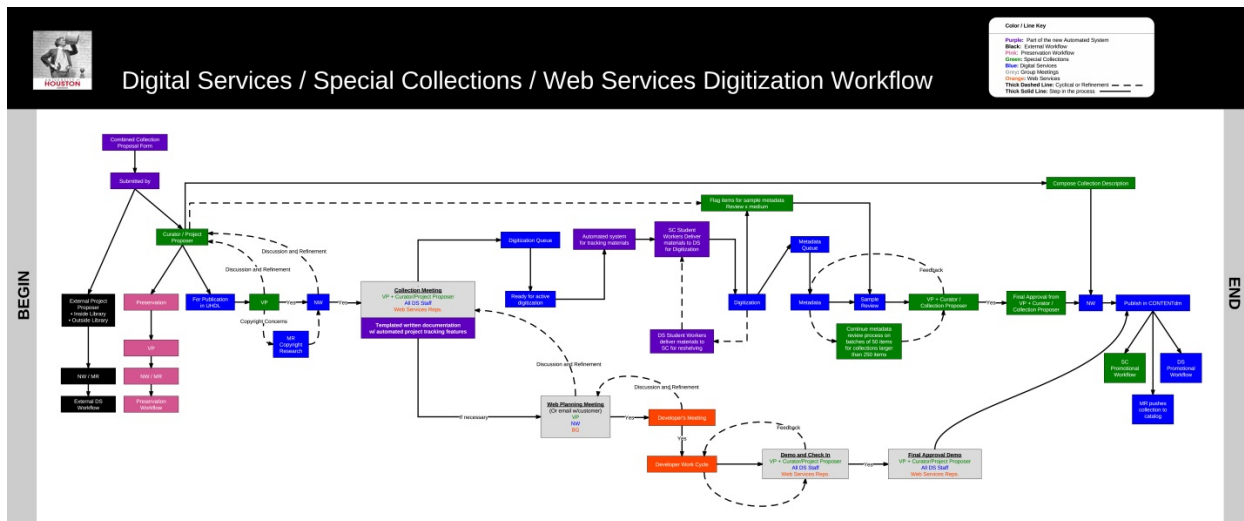 HOUSTON
Digital Services / Special Collections / Web Services Digitization Workflow
Color / Line Key
Purple: Part of the new Automated System
Black: External Workflow
Pink: Preservation Workflow
Green: Special Collections
Blue: Digital Services
Grey: Group Meetings
Orange: Web Services
Thick Dashed Line: Cyclical or Refinement
Thick Solid Line: Step in the process
BEGIN
END
Combined Collection
Proposal Form
Submitted by
Curator / Project
Proposer
External Project
Proposer
• Inside Library
• Outside Library
NW / MR
External DS
Workflow
Preservation
VP
NW / MR
Preservation
Workflow
For Publication
in UHDL
Discussion and Refinement
Discussion and Refinement
VP
Yes
NW
Yes
Copyright Concerns
MR
Copyright
Research
Collection Meeting
VP + Curator/Project Proposer
All DS Staff
Web Services Reps
Templated written documentation
w/ automated project tracking features
Digitization Queue
Ready for active
digitization
Automated system
for tracking materials
SC Student
Workers Deliver
materials to DS
for Digitization
Flag items for sample metadata
Review x medium
Digitization
DS Student Workers
deliver materials to
SC for reshelving
Metadata
Queue
Metadata
Feedback
Sample
Review
VP + Curator /
Collection Proposer
Continue metadata
review process on
batches of 50 items
for collections larger
than 250 items
Yes
Final Approval from
VP + Curator /
Collection Proposer
Compose Collection Description
NW
Publish in CONTENTdm
SC
Promotional
Workflow
DS
Promotional
Workflow
MR pushes
collection to
catalog
Discussion and Refinement
If necessary
Web Planning Meeting
(Or email w/customer)
VP
NW
BG
Discussion and Refinement
Yes
Developer's Meeting
Yes
Developer Work Cycle
Feedback
Demo and Check In
VP + Curator/Project Proposer
All DS Staff
Web Services Reps
Yes
Final Approval Demo
VP + Curator/Project Proposer
All DS Staff
Web Services Reps